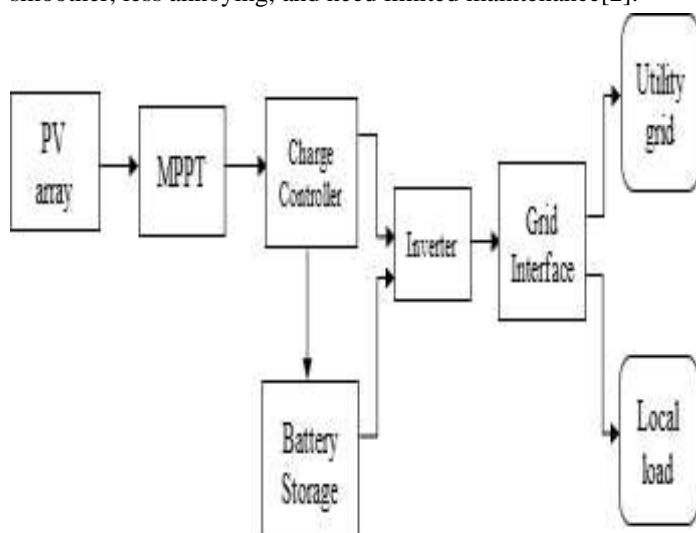 smoother, less annoying, and need limited maintenance[2].
PV
array
MPPT
Charge
Controller
Inverter
Grid
Interface
Utility
grid
Battery
Storage
Local
load